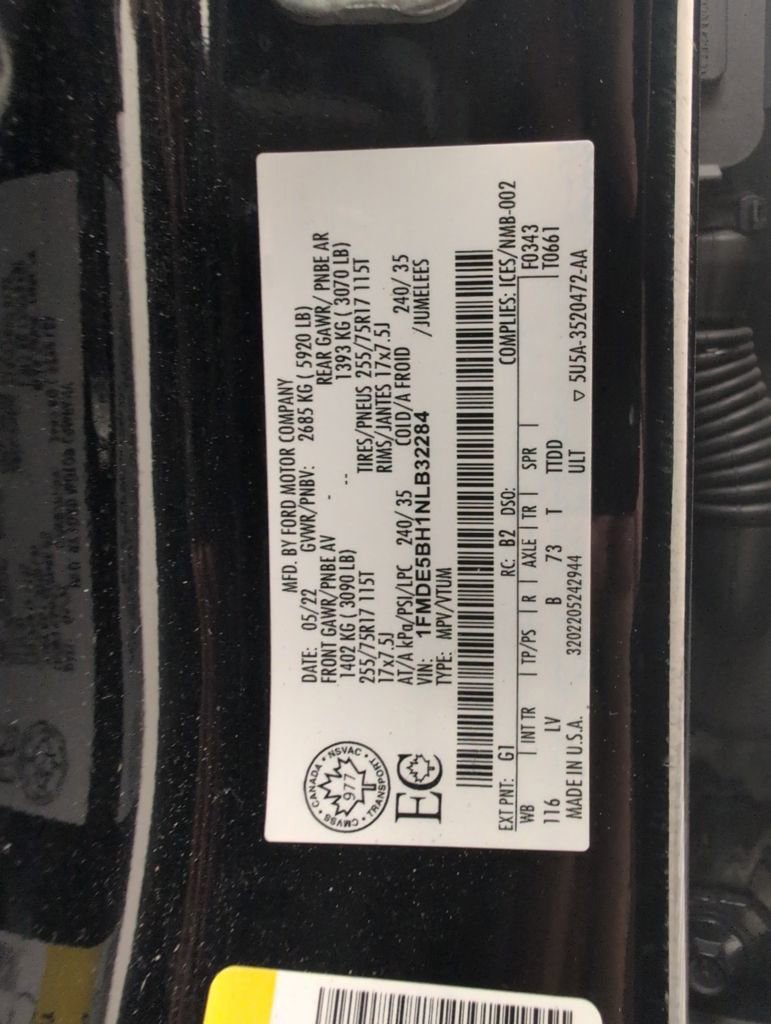 MFD. BY FORD MOTOR COMPANY
DATE: 05/22 GVWR/PNBV: 2685 KG ( 5920 LB)
FRONT GAWR/PNBE AV REAR GAWR/ PNBE AR
1402 KG ( 3090 LB) -- 1393 KG ( 3070 LB)
255/75R17 115T TIRES/PNEUS 255/75R17 115T
17x7.5J RIMS/JANTES 17x7.5J
AT/A kPa/PSI/LPC 240/ 35 COLD/A FROID 240/ 35
VIN: 1FMDE5BH1NLB32284 /JUMELEES
TYPE: MPV/VTUM
CANADA • NSVAC • TRANSPORT • CMVSS
977
EC
EXT PNT: G1 RC: B2 DSO: COMPLIES: ICES/NMB-002
WB | INT TR | TP/PS | R | AXLE | TR | SPR | F0343
116 LV B 73 T TTDD T0661
MADE IN U.S.A. 3202205242944 ULT ▽ 5U5A-3520472-AA